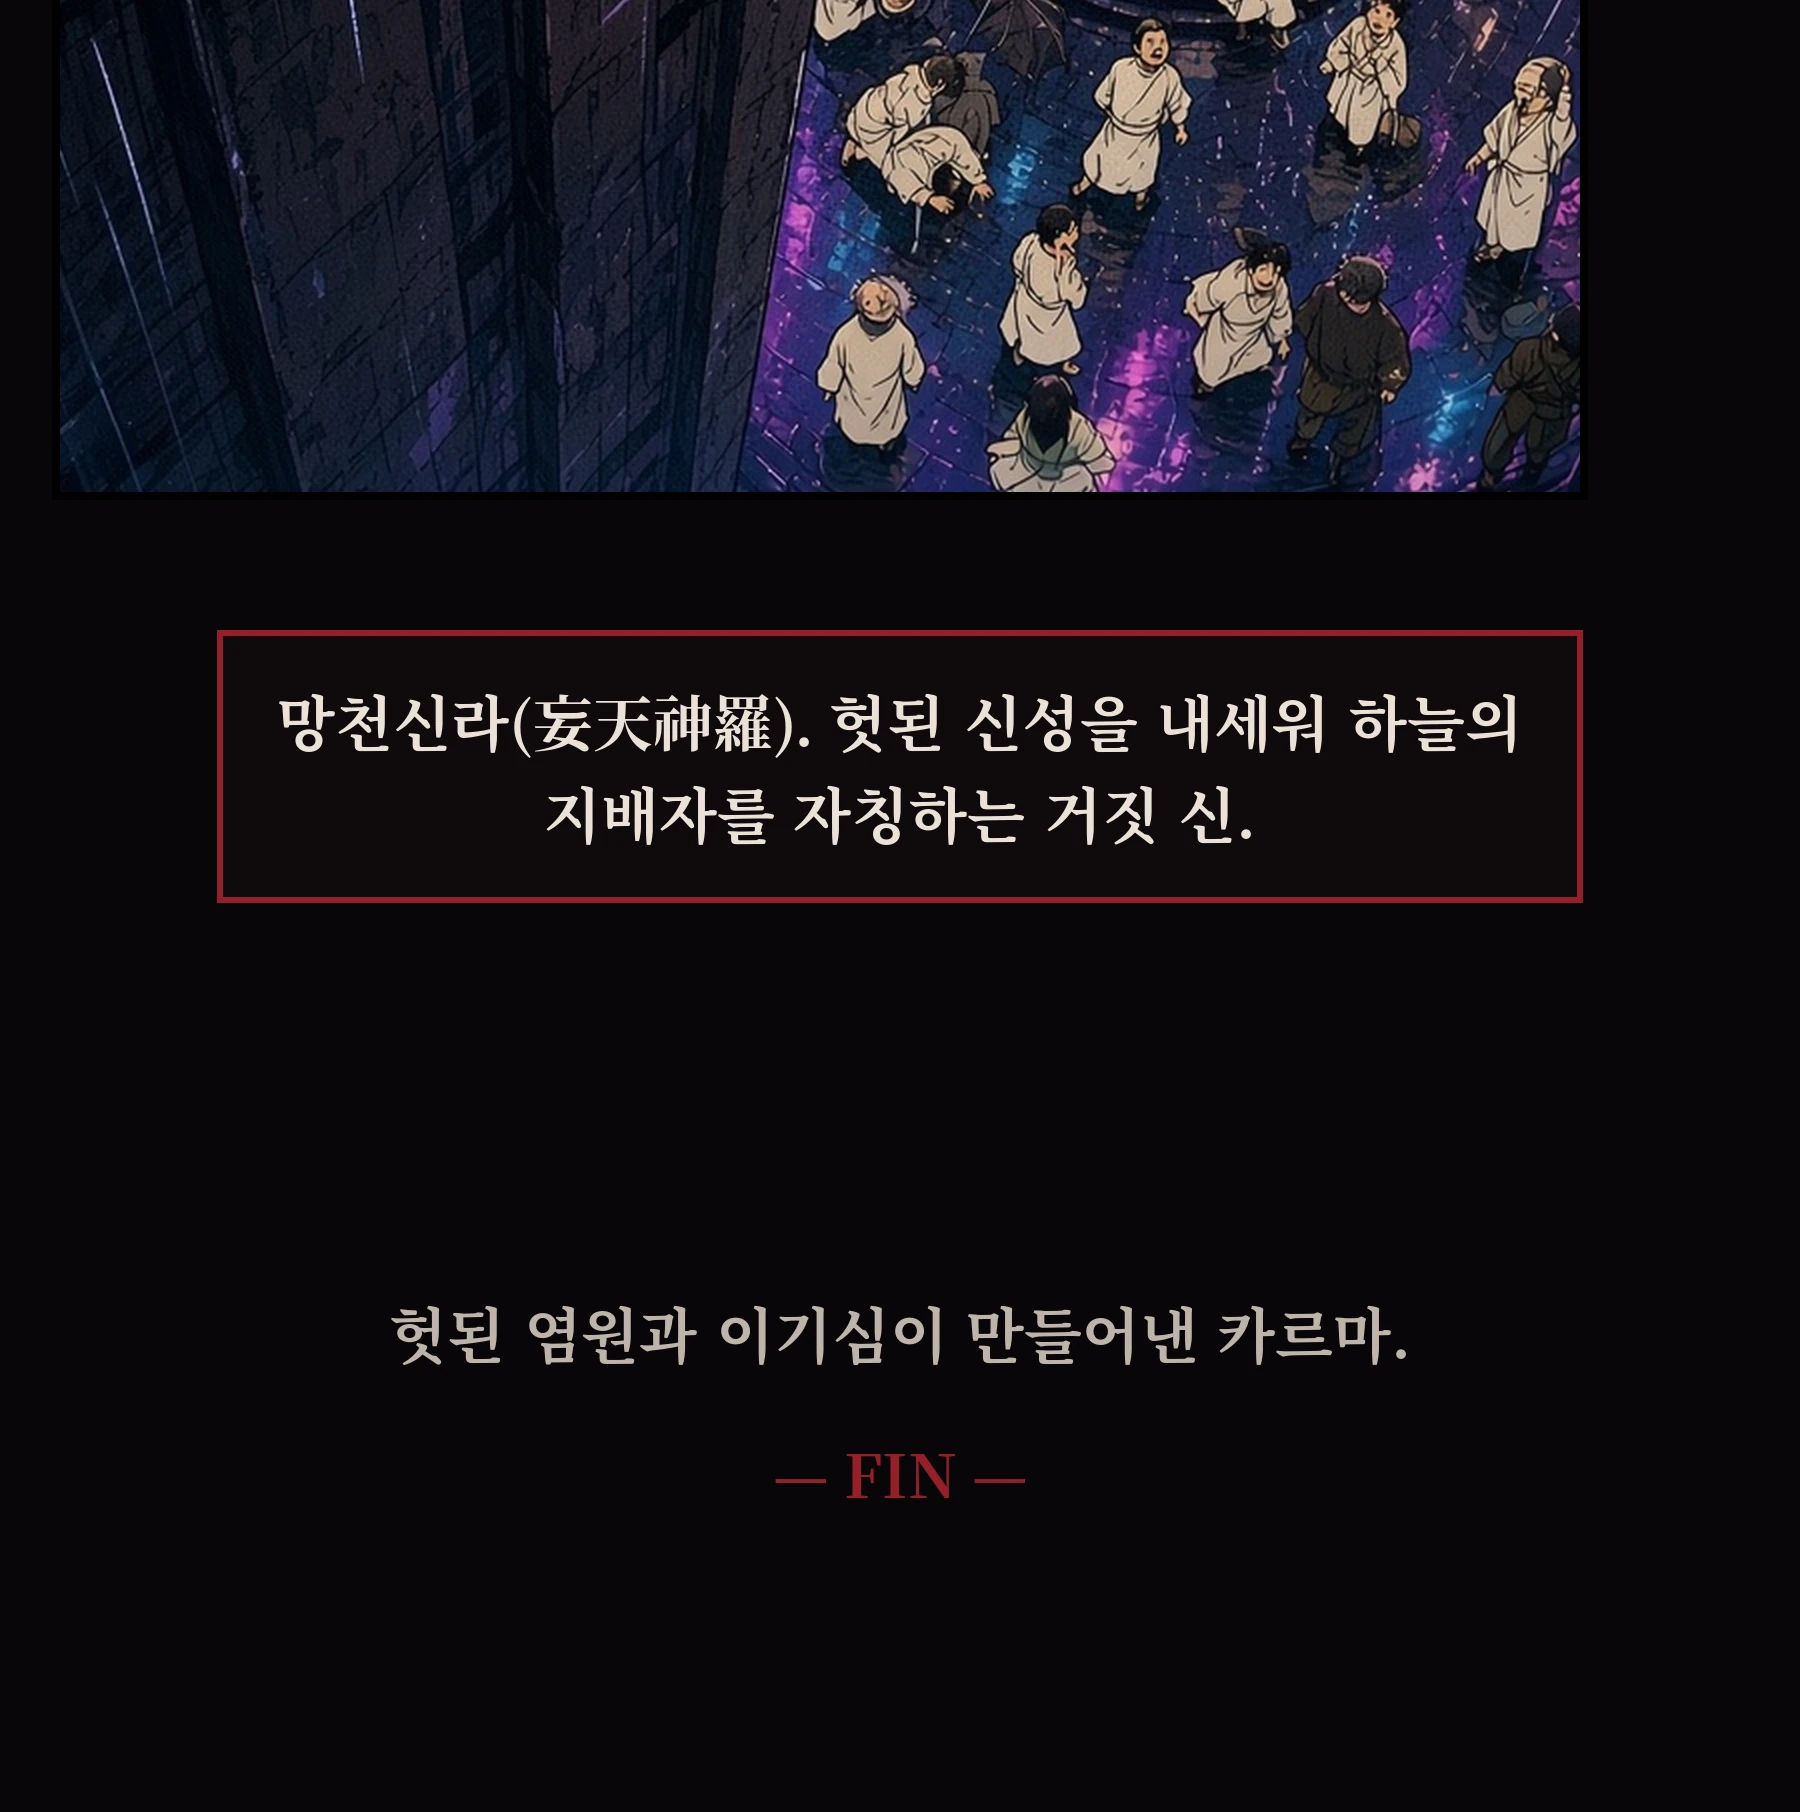 망천신라(妄天神羅). 헛된 신성을 내세워 하늘의
지배자를 자칭하는 거짓 신.
헛된 염원과 이기심이 만들어낸 카르마.
— FIN —